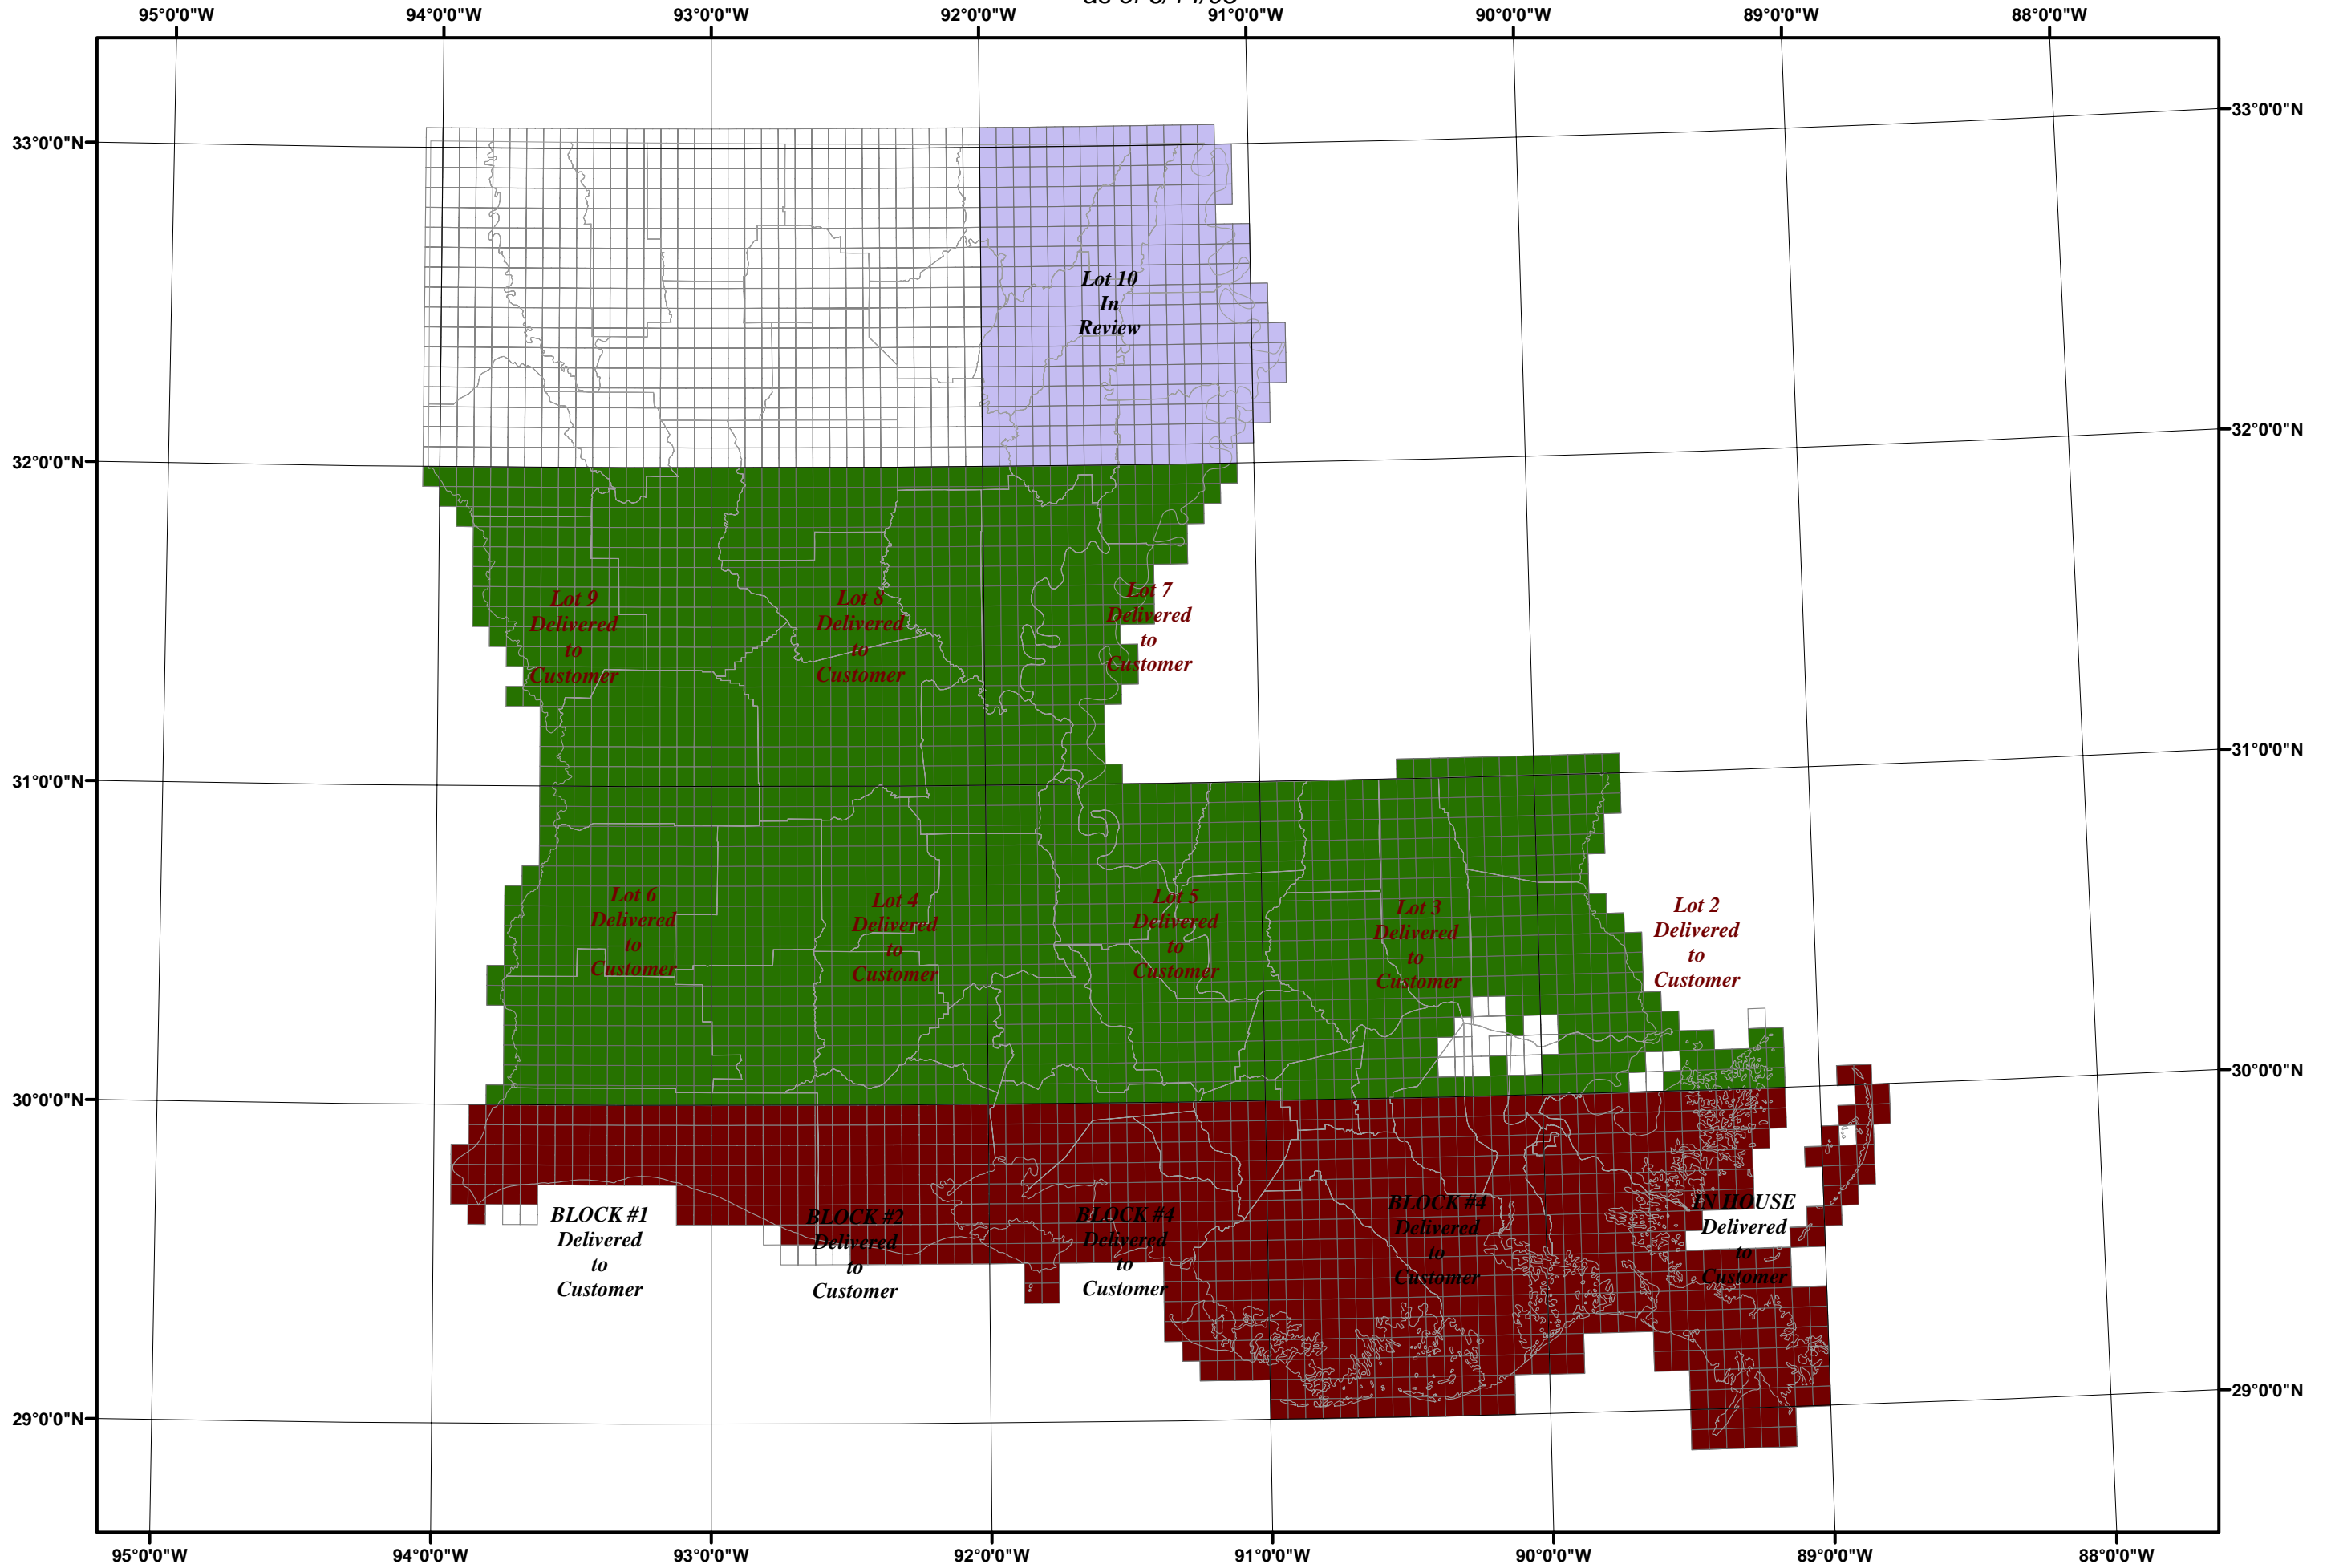 95°0'0"W 94°0'0"W 93°0'0"W 92°0'0"W 91°0'0"W 90°0'0"W 89°0'0"W 88°0'0"W
33°0'0"N
33°0'0"N
Lot 10
In
Review
32°0'0"N
32°0'0"N
Lot 9
Delivered
to
Customer
Lot 8
Delivered
to
Customer
Lot 7
Delivered
to
Customer
31°0'0"N
31°0'0"N
Lot 6
Delivered
to
Customer
Lot 4
Delivered
to
Customer
Lot 5
Delivered
to
Customer
Lot 3
Delivered
to
Customer
Lot 2
Delivered
to
Customer
30°0'0"N
30°0'0"N
BLOCK #1
Delivered
to
Customer
BLOCK #2
Delivered
to
Customer
BLOCK #4
Delivered
to
Customer
BLOCK #4
Delivered
to
Customer
IN HOUSE
Delivered
to
Customer
29°0'0"N
29°0'0"N
95°0'0"W 94°0'0"W 93°0'0"W 92°0'0"W 91°0'0"W 90°0'0"W 89°0'0"W 88°0'0"W